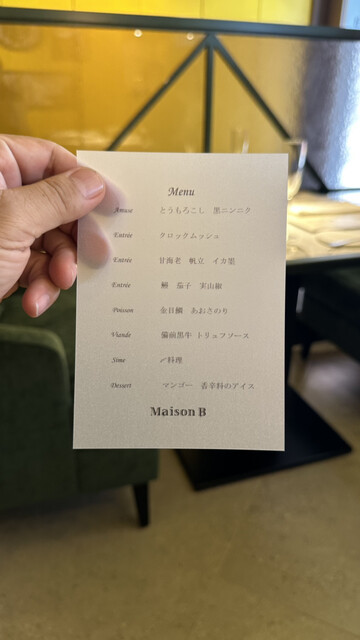 Menu
Amuse とうもろこし 黒ニンニク
Entrée クロックムッシュ
Entrée 甘海老 帆立 イカ墨
Entrée 鰻 茄子 実山椒
Poisson 金目鯛 あおさのり
Viande 備前黒牛 トリュフソース
Sime 〆料理
Dessert マンゴー 香辛料のアイス
Maison B